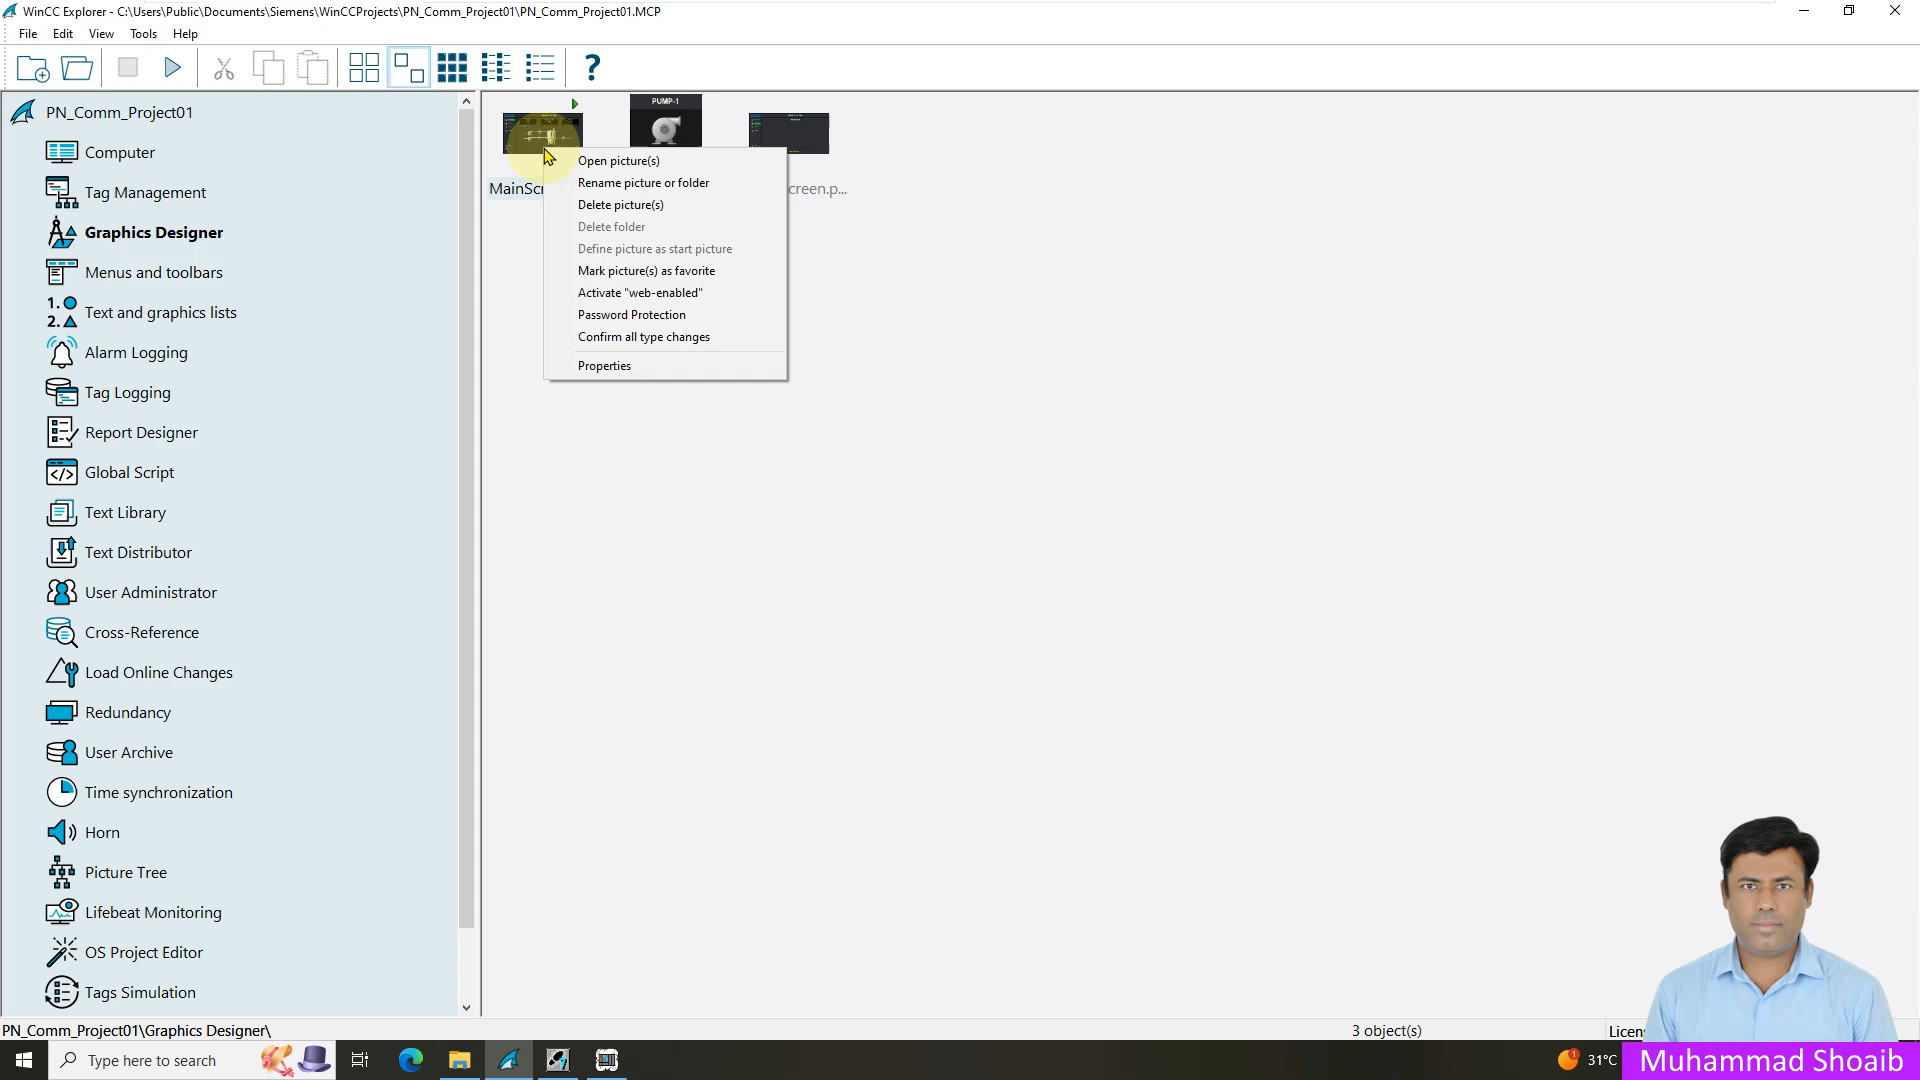 WinCC Explorer - C:\Users\Public\Documents\Siemens\WinCCProjects\PN_Comm_Project01\PN_Comm_Project01.MCP
File Edit View Tools Help
PN_Comm_Project01
Computer
Tag Management
Graphics Designer
Menus and toolbars
Text and graphics lists
Alarm Logging
Tag Logging
Report Designer
Global Script
Text Library
Text Distributor
User Administrator
Cross-Reference
Load Online Changes
Redundancy
User Archive
Time synchronization
Horn
Picture Tree
Lifebeat Monitoring
OS Project Editor
Tags Simulation
PUMP-1
MainScr
creen.p...
Open picture(s)
Rename picture or folder
Delete picture(s)
Delete folder
Define picture as start picture
Mark picture(s) as favorite
Activate "web-enabled"
Password Protection
Confirm all type changes
Properties
PN_Comm_Project01\Graphics Designer\
3 object(s)
Licen
Type here to search
1
31°C
Muhammad Shoaib